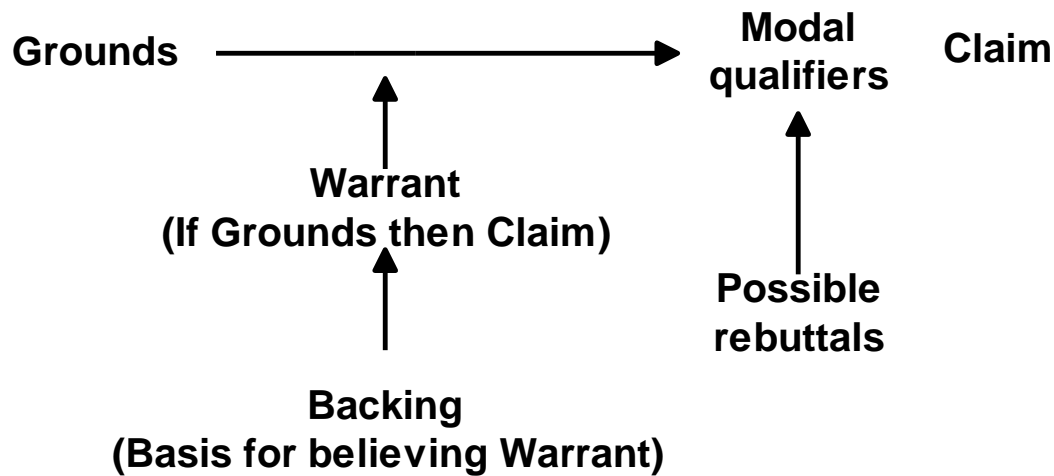 Grounds
Modal
qualifiers
Claim
Warrant
(If Grounds then Claim)
Possible
rebuttals
Backing
(Basis for believing Warrant)